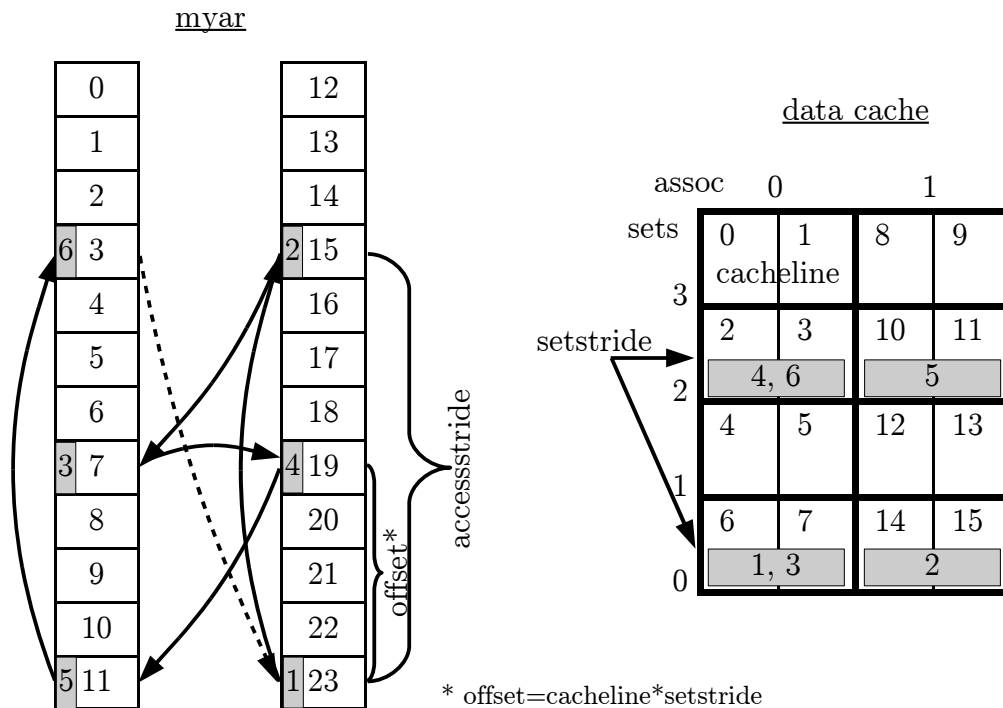 myar
0 12
1 13
2 14
6 3 2 15
4 16
5 17
6 18
3 7 4 19
8 20
9 21
10 22
5 11 1 23
offset*
accessstride
* offset=cacheline*setstride
data cache
assoc 0 1
sets 0 1 8 9
cacheline
3
2 3 10 11
setstride
4, 6 5
2
4 5 12 13
1
6 7 14 15
1, 3 2
0